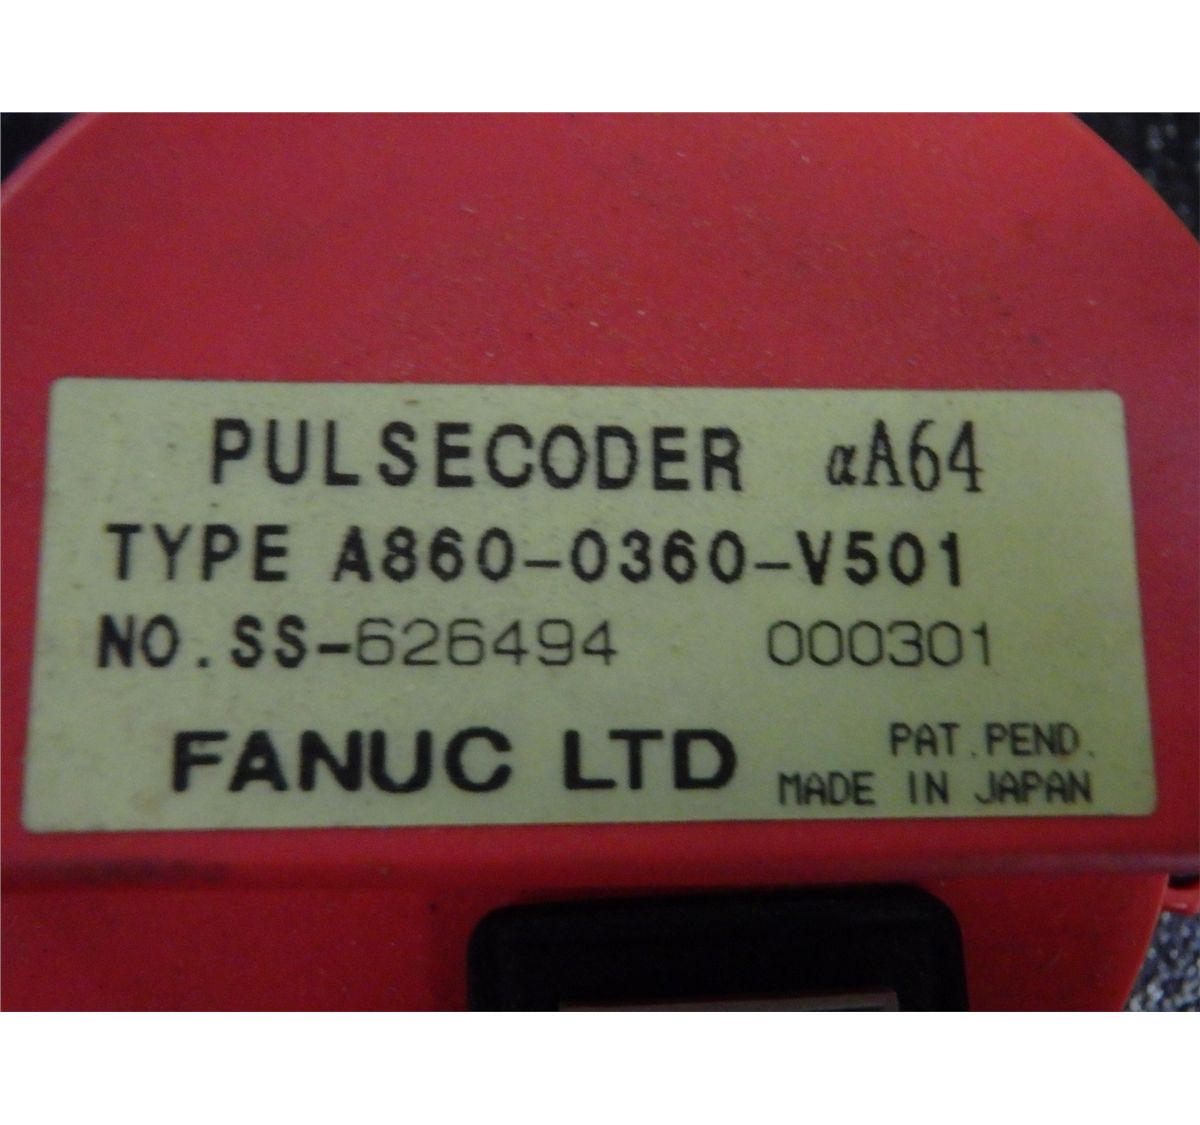 PULSECODER αA64
TYPE A860-0360-V501
NO.SS-626494 000301
FANUC LTD
PAT.PEND.
MADE IN JAPAN